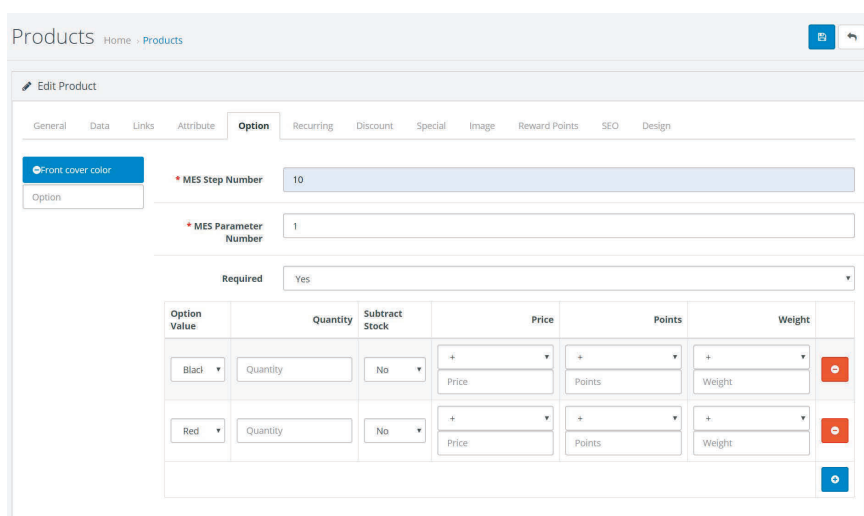 Products Home › Products
Edit Product
General Data Links Attribute Option Recurring Discount Special Image Reward Points SEO Design
Front cover color
Option
* MES Step Number 10
* MES Parameter Number 1
Required Yes
Option Value Quantity Subtract Stock Price Points Weight
Blacl Quantity No + + +
Price Points Weight
Red Quantity No + + +
Price Points Weight